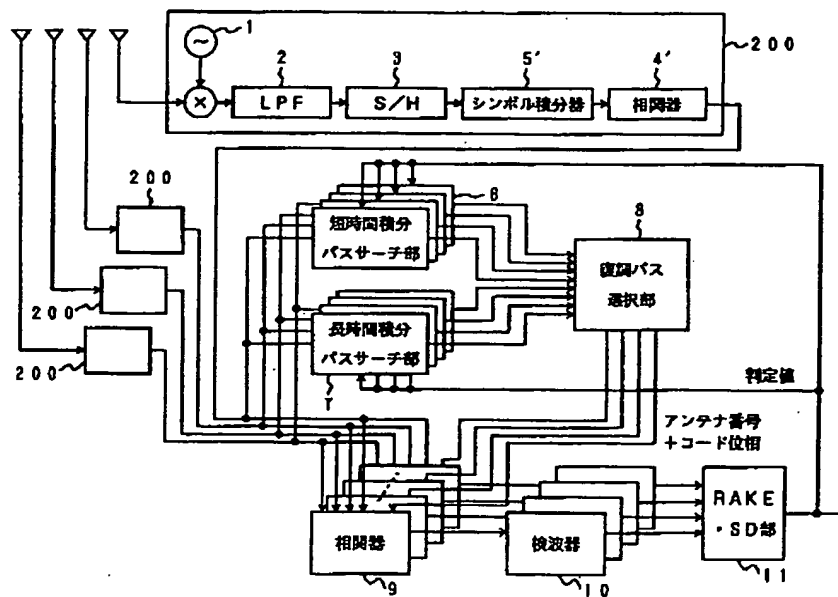 1
200
2
3
5'
4'
LPF
S/H
シンボル積分器
相関器
200
6
短時間積分
パスサーチ部
8
復調パス
選択部
200
200
長時間積分
パスサーチ部
7
判定値
アンテナ番号
+コード位相
相関器
9
検波器
10
RAKE
・SD部
11